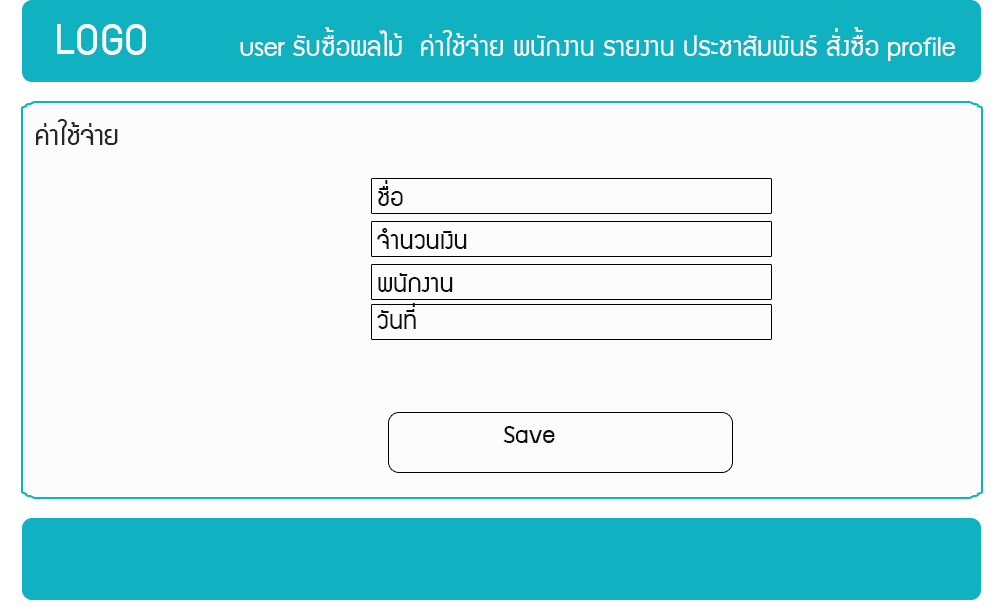 LOGO
user รับซื้อผลไม้ ค่าใช้จ่าย พนักงาน รายงาน ประชาสัมพันธ์ สั่งซื้อ profile
ค่าใช้จ่าย
ชื่อ
จำนวนเงิน
พนักงาน
วันที่
Save